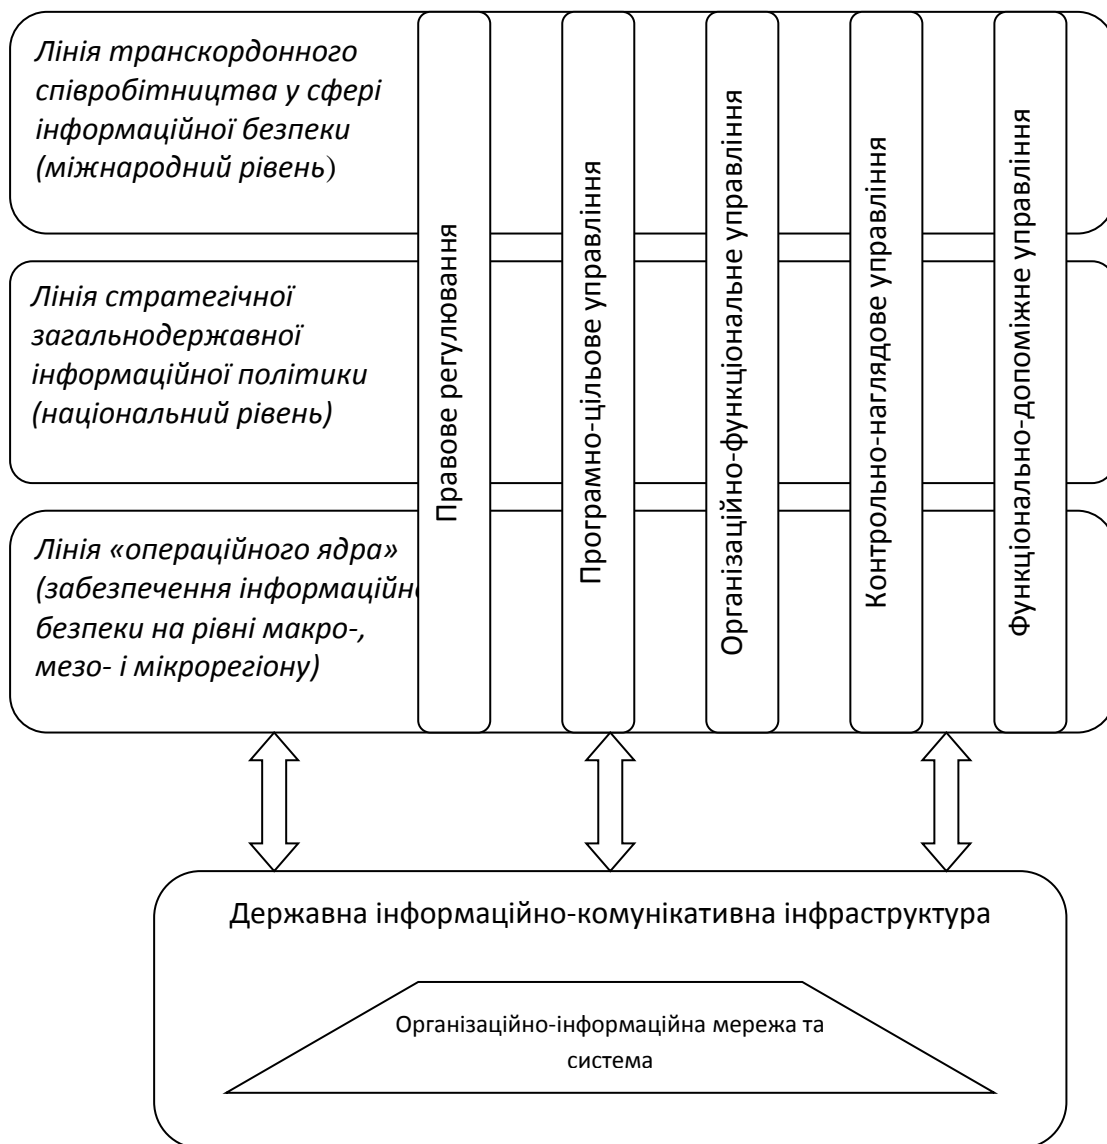 Лінія транскордонного
співробітництва у сфері
інформаційної безпеки
(міжнародний рівень)
Лінія стратегічної
загальнодержавної
інформаційної політики
(національний рівень)
Лінія «операційного ядра»
(забезпечення інформаційно
безпеки на рівні макро-,
мезо- і мікрорегіону)
Правове регулювання
Програмно-цільове управління
Організаційно-функціональне управління
Контрольно-наглядове управління
Функціонально-допоміжне управління
Державна інформаційно-комунікативна інфраструктура
Організаційно-інформаційна мережа та
система